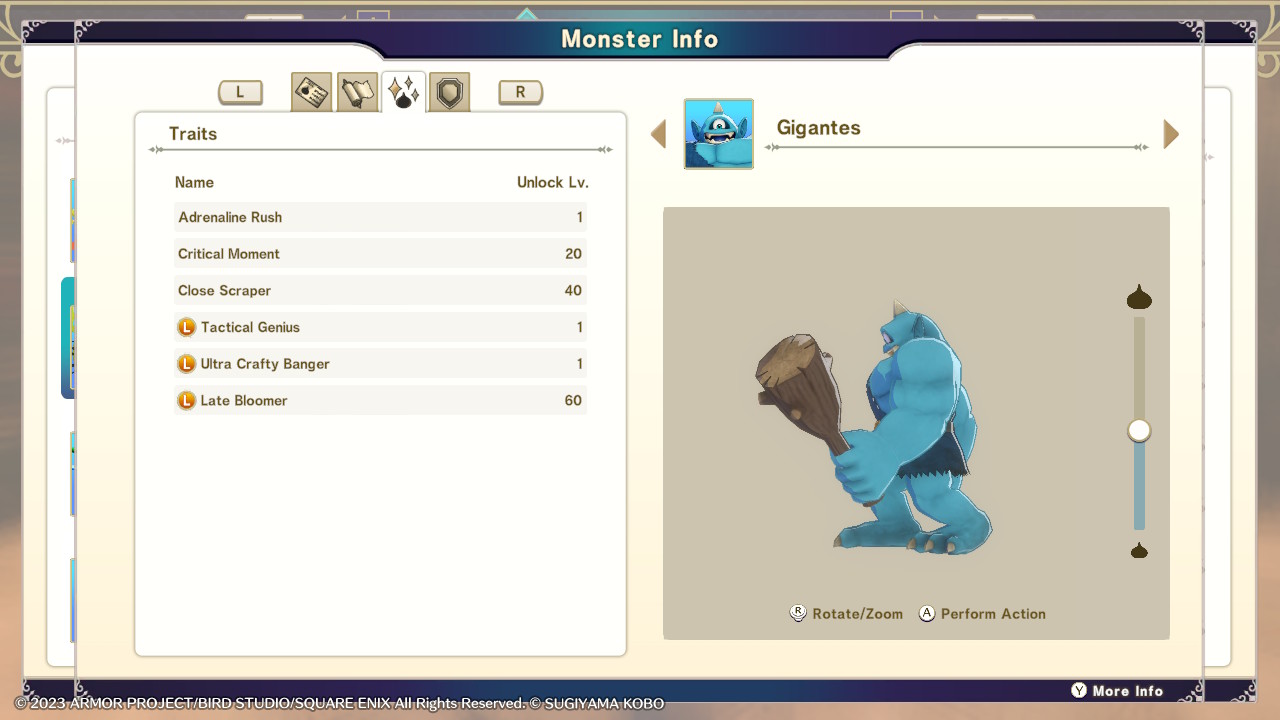 Monster Info
L
R
Traits
Name Unlock Lv.
Adrenaline Rush 1
Critical Moment 20
Close Scraper 40
L Tactical Genius 1
L Ultra Crafty Banger 1
L Late Bloomer 60
Gigantes
R Rotate/Zoom A Perform Action
Y More Info
© 2023 ARMOR PROJECT/BIRD STUDIO/SQUARE ENIX All Rights Reserved. © SUGIYAMA KOBO